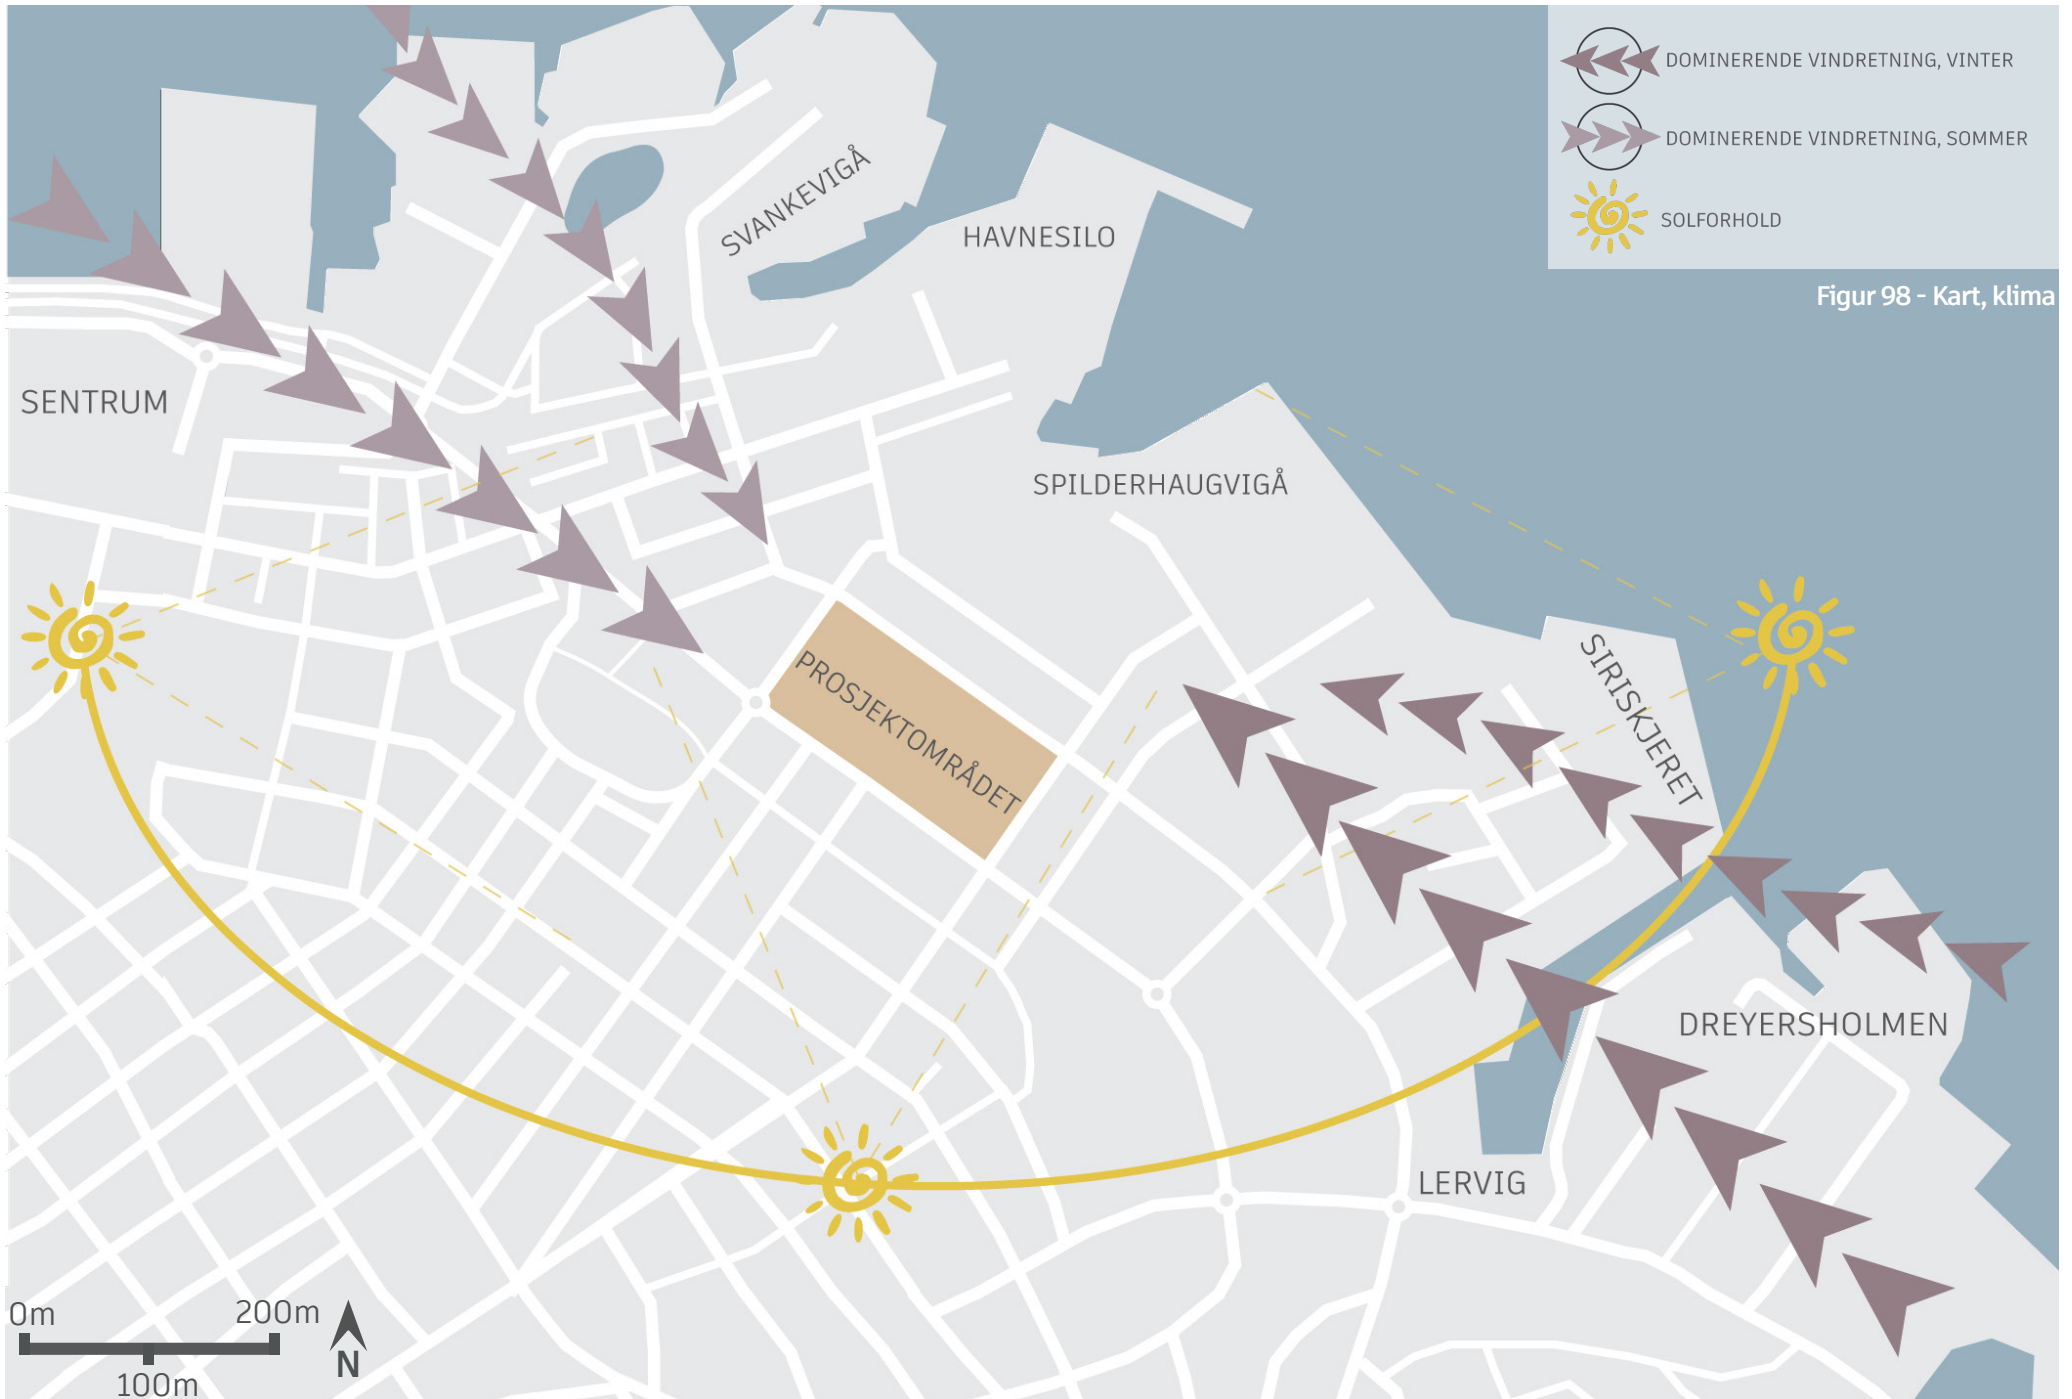 DOMINERENDE VINDRETNING, VINTER
DOMINERENDE VINDRETNING, SOMMER
SOLFORHOLD
Figur 98 - Kart, klima
SVANKEVIGÅ
HAVNESILO
SENTRUM
SPILDERHAUGVIGÅ
PROSJEKTOMRÅDET
SIRISKJERET
DREYERSHOLMEN
LERVIG
0m
200m
100m
N